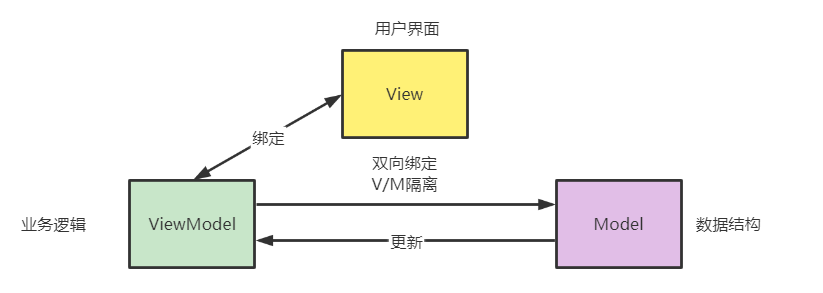 用户界面
View
绑定
双向绑定
V/M隔离
业务逻辑
ViewModel
Model
数据结构
更新